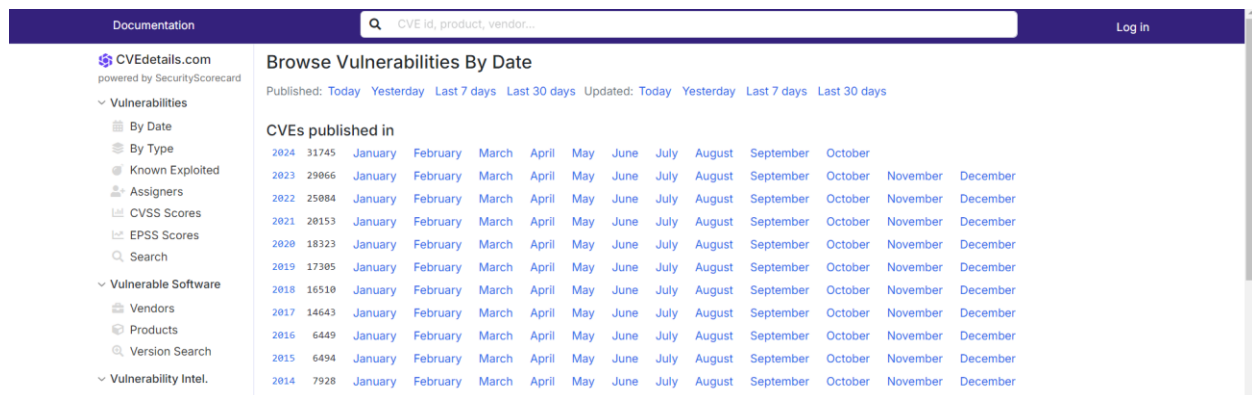 Documentation
CVE id, product, vendor...
Log in
CVEdetails.com
powered by SecurityScorecard
Vulnerabilities
By Date
By Type
Known Exploited
Assigners
CVSS Scores
EPSS Scores
Search
Vulnerable Software
Vendors
Products
Version Search
Vulnerability Intel.
Browse Vulnerabilities By Date
Published: Today Yesterday Last 7 days Last 30 days Updated: Today Yesterday Last 7 days Last 30 days
CVEs published in
2024 31745 January February March April May June July August September October
2023 29066 January February March April May June July August September October November December
2022 25084 January February March April May June July August September October November December
2021 20153 January February March April May June July August September October November December
2020 18323 January February March April May June July August September October November December
2019 17305 January February March April May June July August September October November December
2018 16510 January February March April May June July August September October November December
2017 14643 January February March April May June July August September October November December
2016 6449 January February March April May June July August September October November December
2015 6494 January February March April May June July August September October November December
2014 7928 January February March April May June July August September October November December